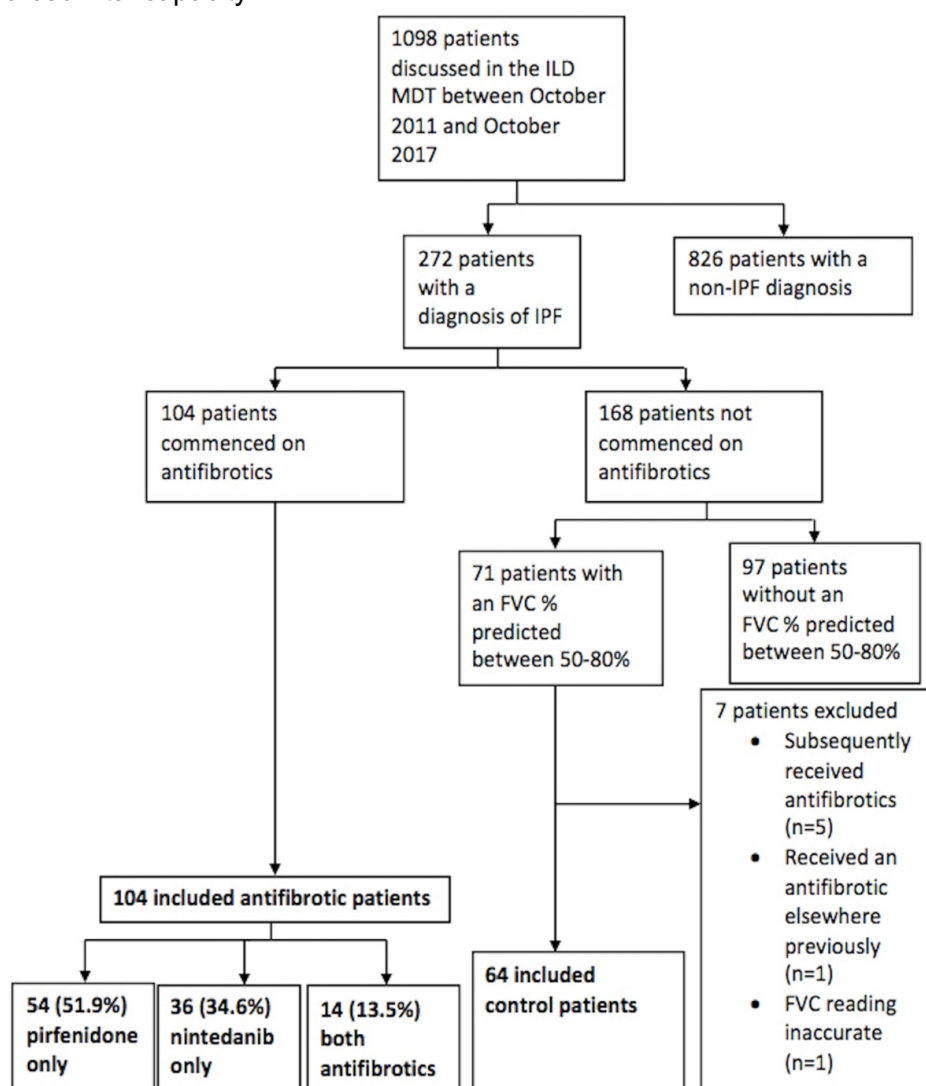 1098 patients
discussed in the ILD
MDT between October
2011 and October
2017
272 patients
with a
diagnosis of IPF
826 patients with a
non-IPF diagnosis
104 patients
commenced on
antifibrotics
168 patients not
commenced on
antifibrotics
71 patients with
an FVC %
predicted
between 50-80%
97 patients
without an
FVC % predicted
between 50-80%
7 patients excluded
• Subsequently
received
antifibrotics
(n=5)
• Received an
antifibrotic
elsewhere
previously
(n=1)
• FVC reading
inaccurate
(n=1)
104 included antifibrotic patients
54 (51.9%)
pirfenidone
only
36 (34.6%)
nintedanib
only
14 (13.5%)
both
antifibrotics
64 included
control patients